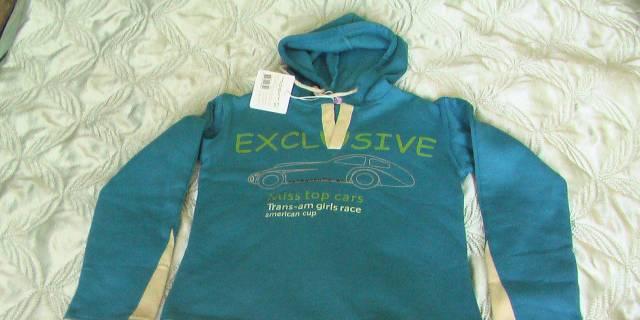 EXCLUSIVE
Miss top cars
Trans-am girls race
american cup